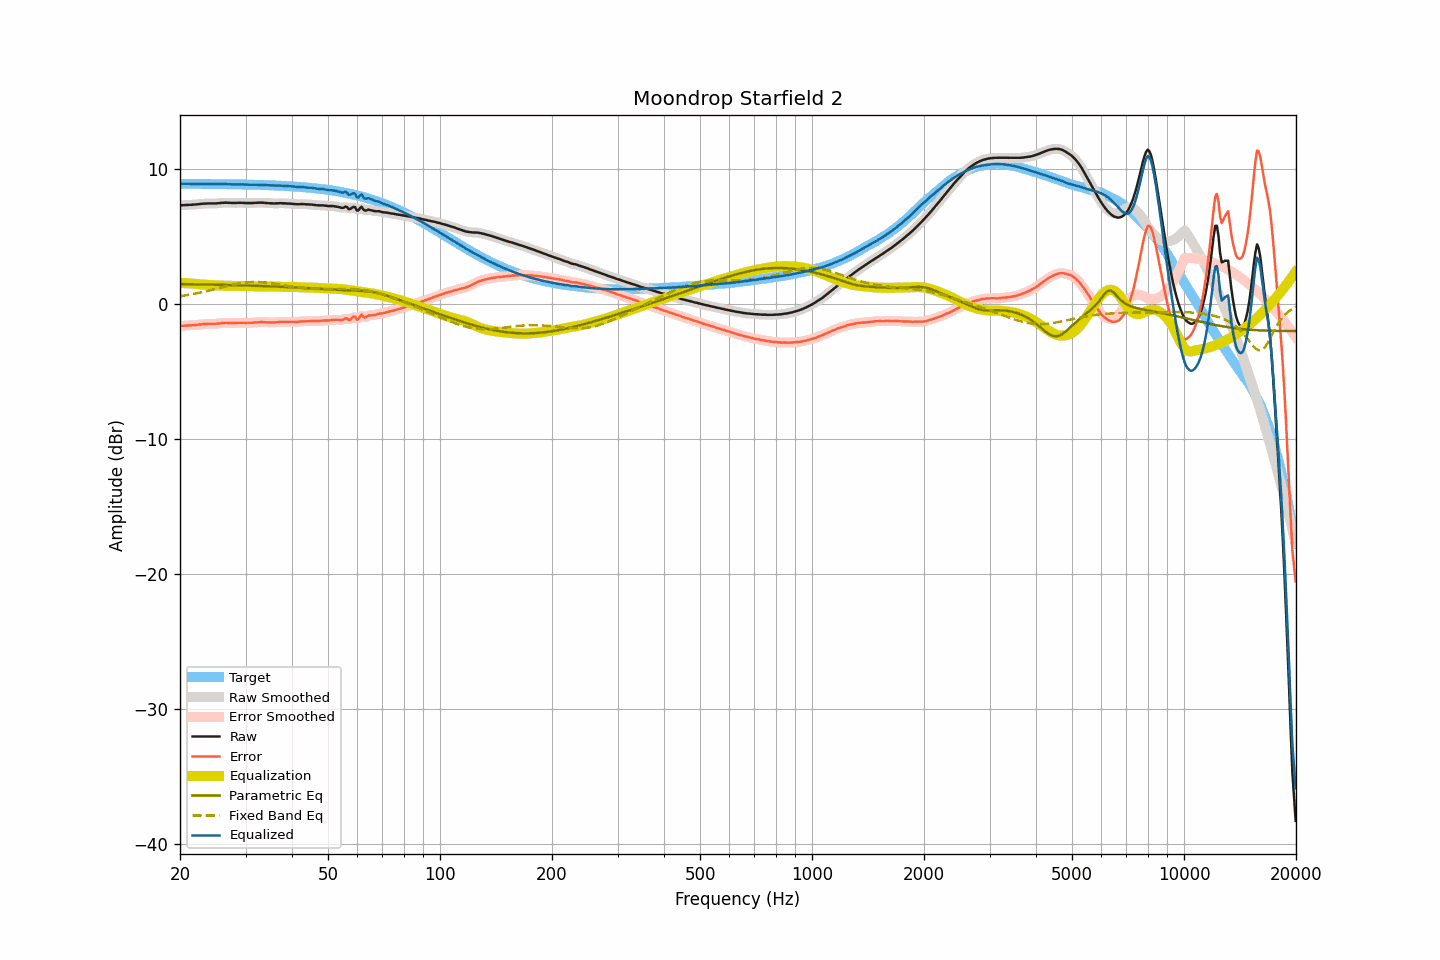 Moondrop Starfield 2
10
0
−10
−20
−30
−40
Amplitude (dBr)
Target
Raw Smoothed
Error Smoothed
Raw
Error
Equalization
Parametric Eq
Fixed Band Eq
Equalized
20 50 100 200 500 1000 2000 5000 10000 20000
Frequency (Hz)